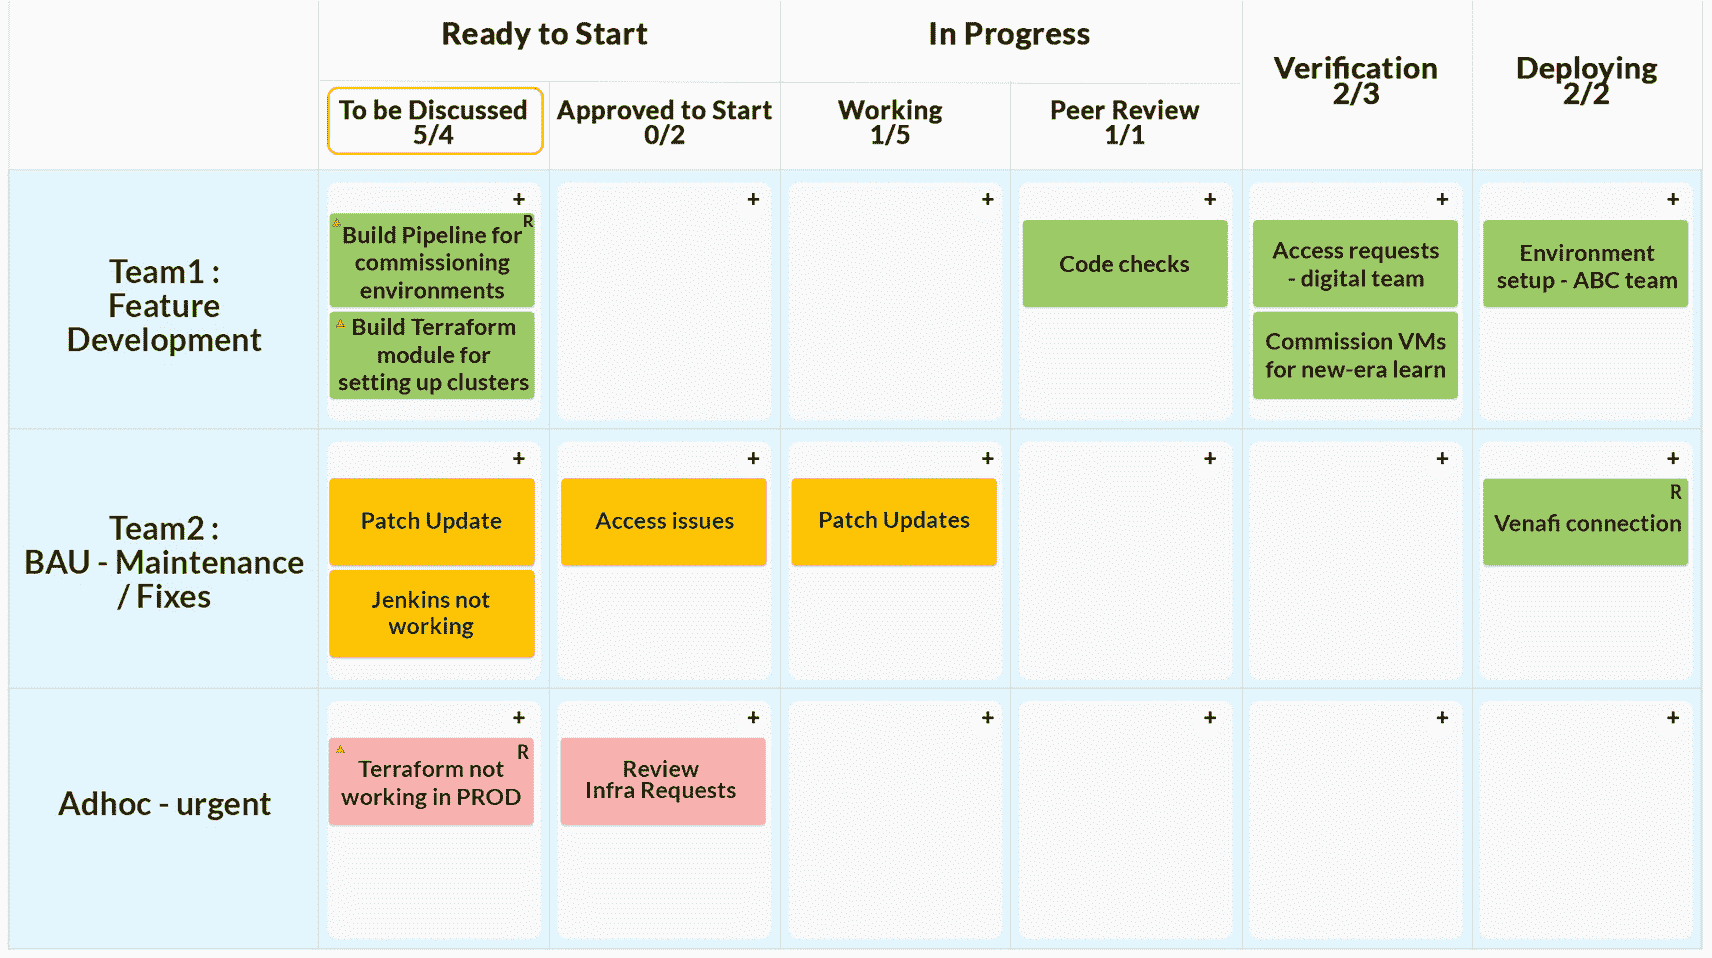 Ready to Start
In Progress
Verification
2/3
Deploying
2/2
To be Discussed
5/4
Approved to Start
0/2
Working
1/5
Peer Review
1/1
Team1 :
Feature
Development
+
R
Build Pipeline for
commissioning
environments
Build Terraform
module for
setting up clusters
+
+
+
Code checks
+
Access requests
- digital team
Commission VMs
for new-era learn
+
Environment
setup - ABC team
Team2 :
BAU - Maintenance
/ Fixes
+
Patch Update
Jenkins not
working
+
Access issues
+
Patch Updates
+
+
+
R
Venafi connection
Adhoc - urgent
+
R
Terraform not
working in PROD
+
Review
Infra Requests
+
+
+
+